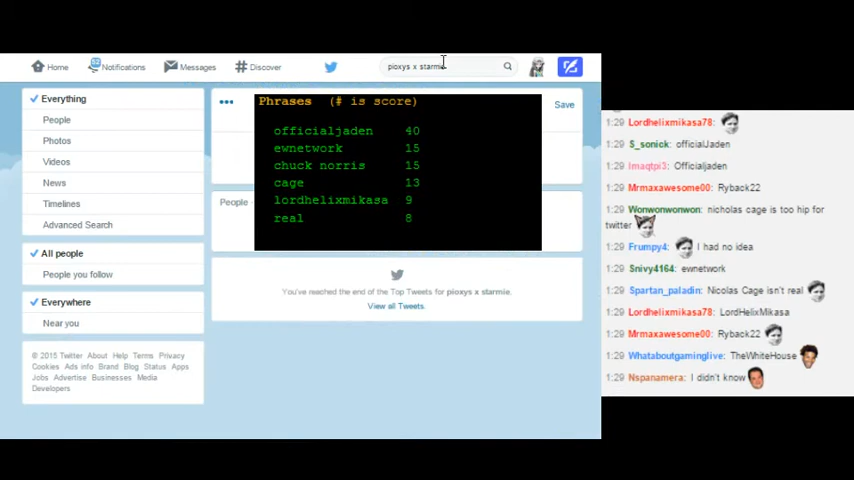 Home
52
Notifications
Messages
Discover
pioxys x starmie
Everything
People
Photos
Videos
News
Timelines
Advanced Search
All people
People you follow
Everywhere
Near you
© 2015 Twitter About Help Terms Privacy
Cookies Ads info Brand Blog Status Apps
Jobs Advertise Businesses Media
Developers
Save
Phrases (# is score)
officialjaden 40
ewnetwork 15
chuck norris 15
cage 13
lordhelixmikasa 9
real 8
People
You've reached the end of the Top Tweets for pioxys x starmie.
View all Tweets.
1:29 Lordhelixmikasa78:
1:29 S_sonick: officialJaden
1:29 Imaqtpi3: Officialjaden
1:29 Mrmaxawesome00: Ryback22
1:29 Wonwonwonwon: nicholas cage is too hip for
twitter
1:29 Frumpy4: I had no idea
1:29 Snivy4164: ewnetwork
1:29 Spartan_paladin: Nicolas Cage isn't real
1:29 Lordhelixmikasa78: LordHelixMikasa
1:29 Mrmaxawesome00: Ryback22
1:29 Whataboutgaminglive: TheWhiteHouse
1:29 Nspanamera: I didn't know